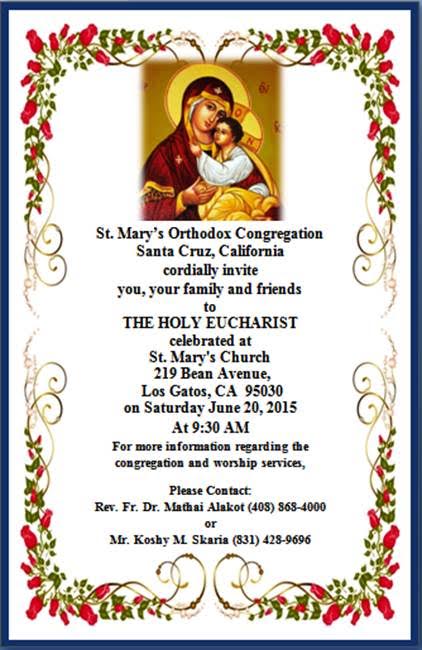 St. Mary's Orthodox Congregation
Santa Cruz, California
cordially invite
you, your family and friends
to
THE HOLY EUCHARIST
celebrated at
St. Mary's Church
219 Bean Avenue,
Los Gatos, CA 95030
on Saturday June 20, 2015
At 9:30 AM
For more information regarding the
congregation and worship services,
Please Contact:
Rev. Fr. Dr. Mathai Alakot (408) 868-4000
or
Mr. Koshy M. Skaria (831) 428-9696